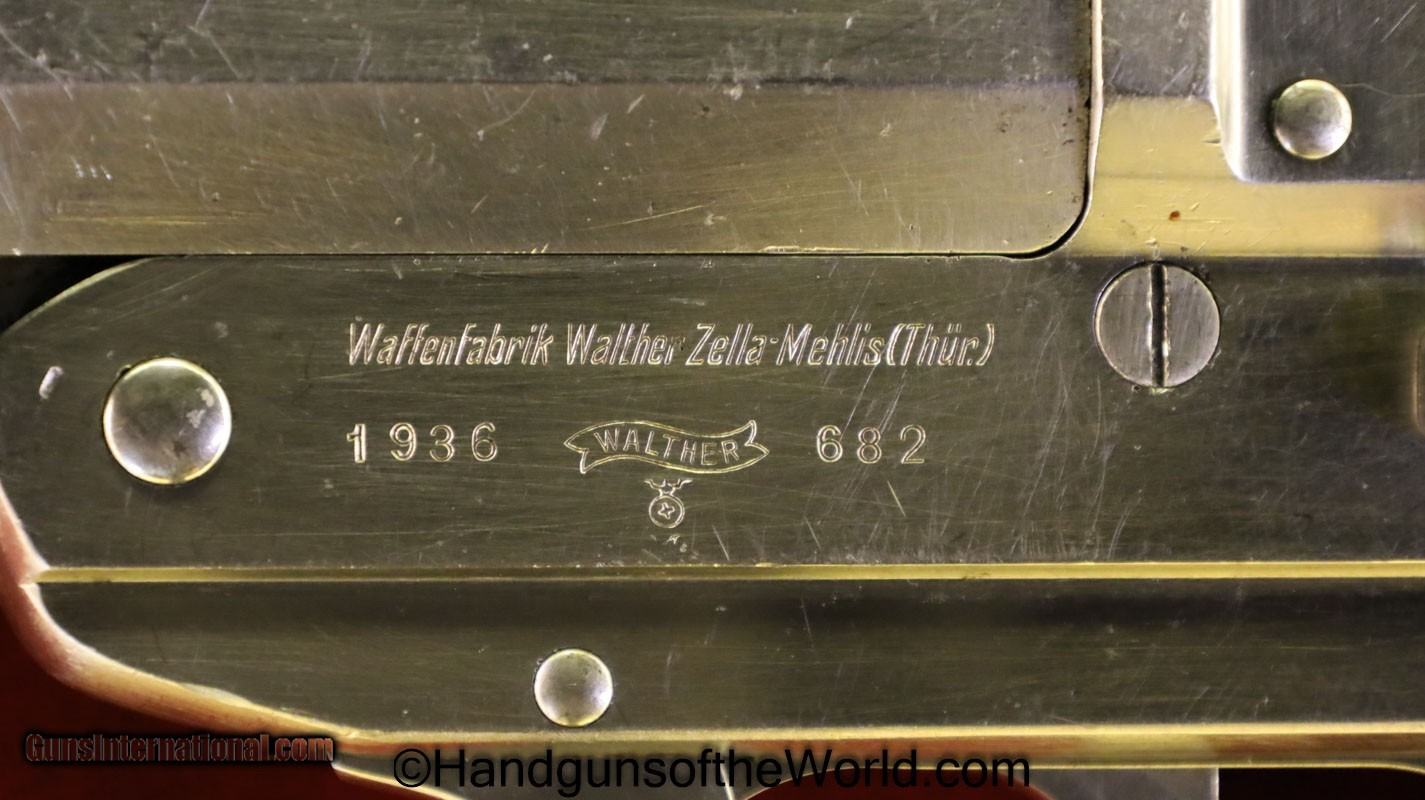 Waffenfabrik Walther Zella-Mehlis (Thür.)
1936 WALTHER 682
GunsInternational.com
©HandgunsoftheWorld.com